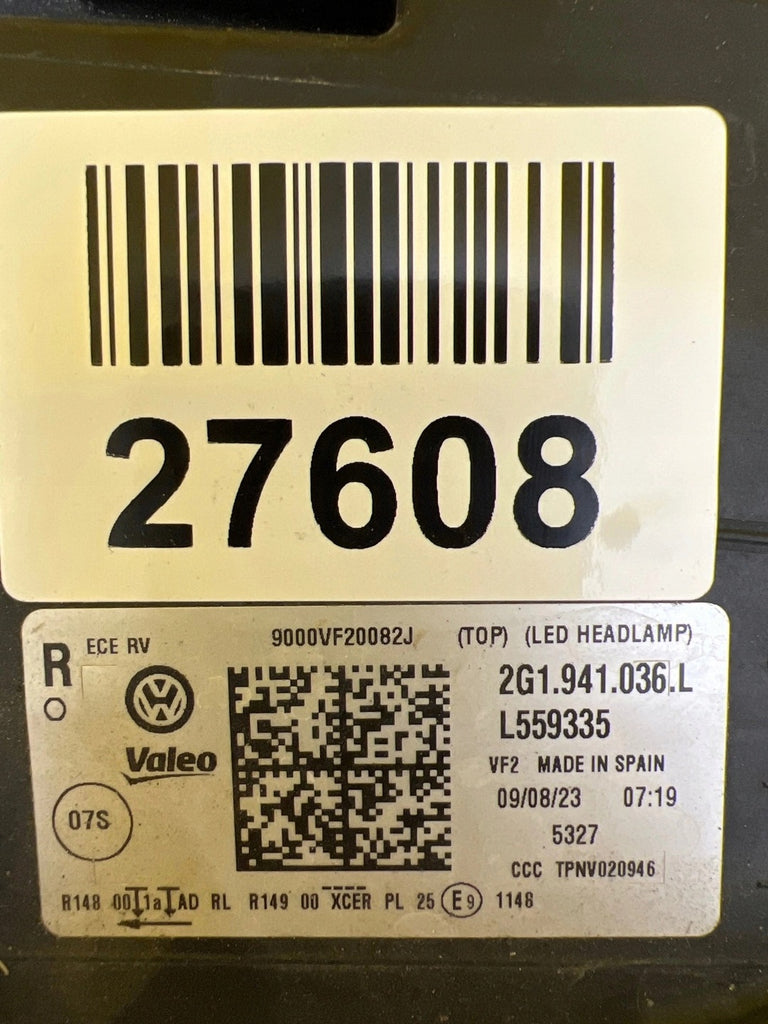 27608
R
ECE RV
9000VF20082J (TOP) (LED HEADLAMP)
2G1.941.036.L
L559335
Valeo
VF2 MADE IN SPAIN
09/08/23 07:19
07S
5327
CCC TPNV020946
R148 00 1a AD RL R149 00 XCER PL 25 E9 1148